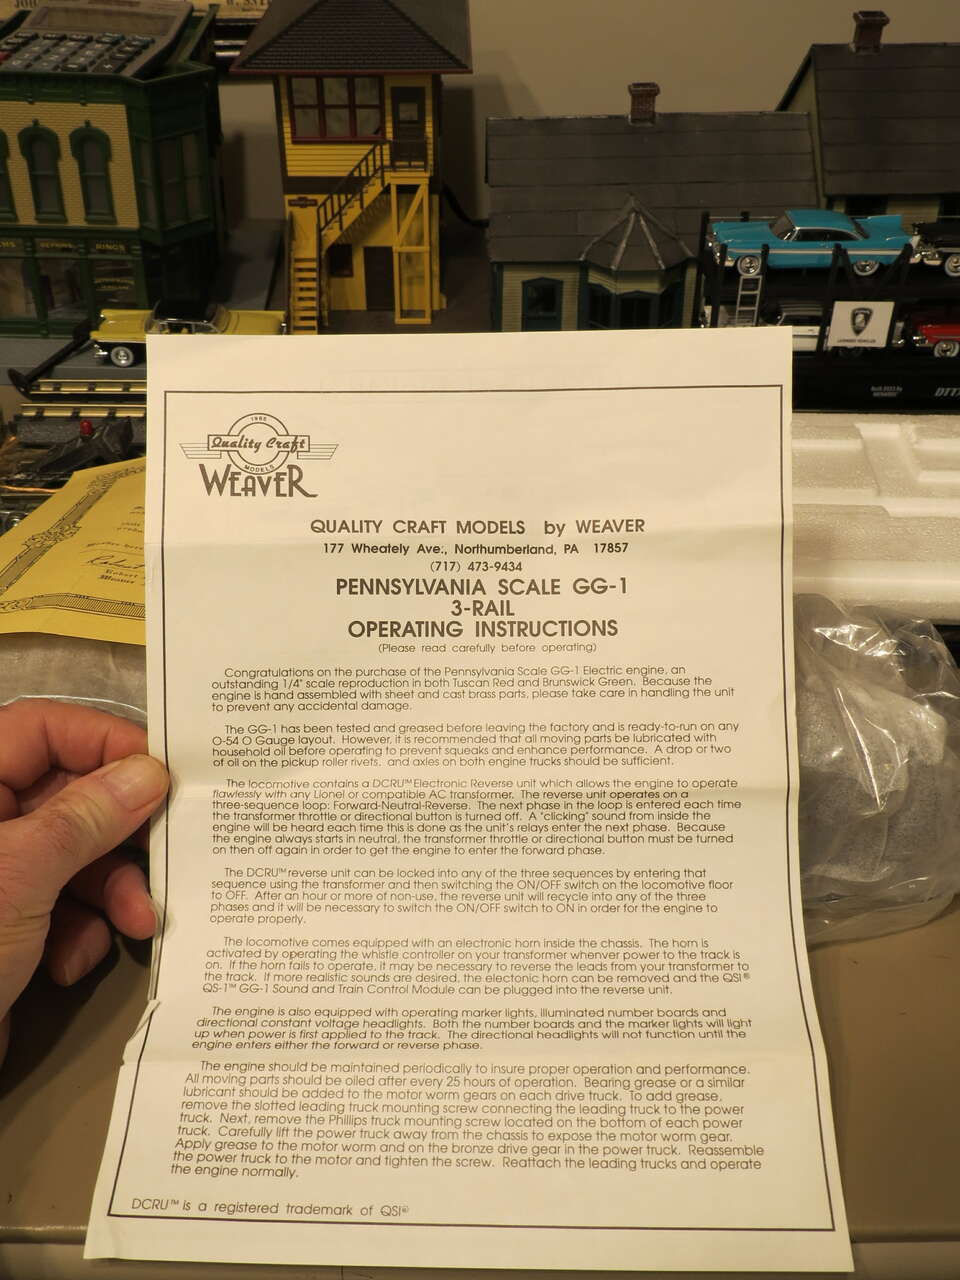 RINGS
LICENSED VEHICLES
1965
Quality Craft
MODELS
WEAVER
QUALITY CRAFT MODELS by WEAVER
177 Wheately Ave., Northumberland, PA 17857
(717) 473-9434
PENNSYLVANIA SCALE GG-1
3-RAIL
OPERATING INSTRUCTIONS
(Please read carefully before operating)
Congratulations on the purchase of the Pennsylvania Scale GG-1 Electric engine, an
outstanding 1/4" scale reproduction in both Tuscan Red and Brunswick Green. Because the
engine is hand assembled with sheet and cast brass parts, please take care in handling the unit
to prevent any accidental damage.
The GG-1 has been tested and greased before leaving the factory and is ready-to-run on any
O-54 O Gauge layout. However, it is recommended that all moving parts be lubricated with
household oil before operating to prevent squeaks and enhance performance. A drop or two
of oil on the pickup roller rivets, and axles on both engine trucks should be sufficient.
The locomotive contains a DCRU™ Electronic Reverse unit which allows the engine to operate
flawlessly with any Lionel or compatible AC transformer. The reverse unit operates on a
three-sequence loop: Forward-Neutral-Reverse. The next phase in the loop is entered each time
the transformer throttle or directional button is turned off. A "clicking" sound from inside the
engine will be heard each time this is done as the unit's relays enter the next phase. Because
the engine always starts in neutral, the transformer throttle or directional button must be turned
on then off again in order to get the engine to enter the forward phase.
The DCRU™ reverse unit can be locked into any of the three sequences by entering that
sequence using the transformer and then switching the ON/OFF switch on the locomotive floor
to OFF. After an hour or more of non-use, the reverse unit will recycle into any of the three
phases and it will be necessary to switch the ON/OFF switch to ON in order for the engine to
operate properly.
The locomotive comes equipped with an electronic horn inside the chassis. The horn is
activated by operating the whistle controller on your transformer whenver power to the track is
on. If the horn fails to operate, it may be necessary to reverse the leads from your transformer to
the track. If more realistic sounds are desired, the electonic horn can be removed and the QSI®
QS-1™ GG-1 Sound and Train Control Module can be plugged into the reverse unit.
The engine is also equipped with operating marker lights, illuminated number boards and
directional constant voltage headlights. Both the number boards and the marker lights will light
up when power is first applied to the track. The directional headlights will not function until the
engine enters either the forward or reverse phase.
The engine should be maintained periodically to insure proper operation and performance.
All moving parts should be oiled after every 25 hours of operation. Bearing grease or a similar
lubricant should be added to the motor worm gears on each drive truck. To add grease,
remove the slotted leading truck mounting screw connecting the leading truck to the power
truck. Next, remove the Phillips truck mounting screw located on the bottom of each power
truck. Carefully lift the power truck away from the chassis to expose the motor worm gear.
Apply grease to the motor worm and on the bronze drive gear in the power truck. Reassemble
the power truck to the motor and tighten the screw. Reattach the leading trucks and operate
the engine normally.
DCRU™ is a registered trademark of QSI®